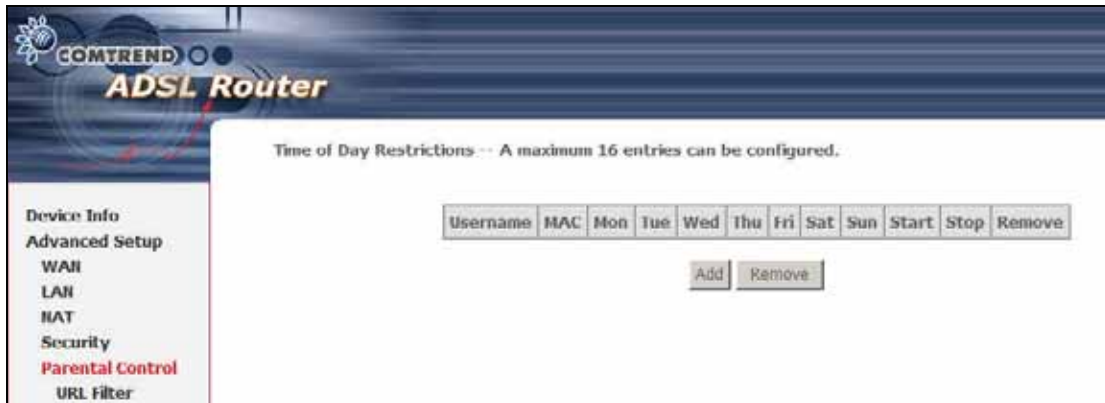 COMTREND
ADSL Router
Time of Day Restrictions -- A maximum 16 entries can be configured.
Username MAC Mon Tue Wed Thu Fri Sat Sun Start Stop Remove
Add Remove
Device Info
Advanced Setup
WAN
LAN
NAT
Security
Parental Control
URL Filter